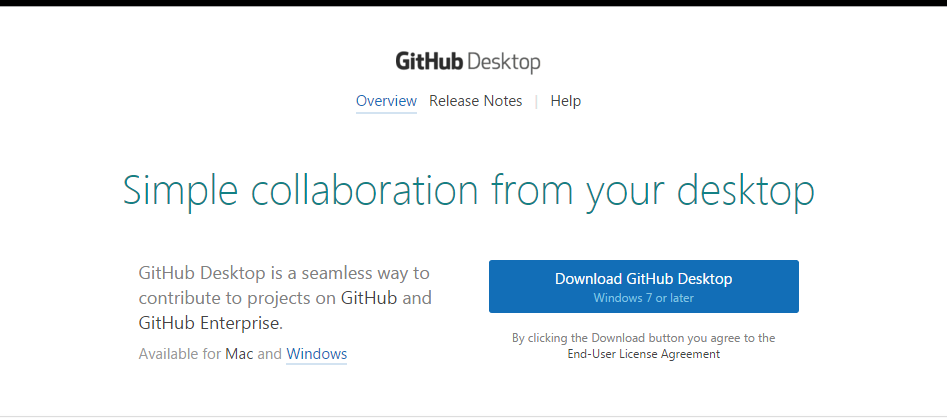 GitHub Desktop
Overview Release Notes | Help
Simple collaboration from your desktop
GitHub Desktop is a seamless way to
contribute to projects on GitHub and
GitHub Enterprise.
Available for Mac and Windows
Download GitHub Desktop
Windows 7 or later
By clicking the Download button you agree to the
End-User License Agreement